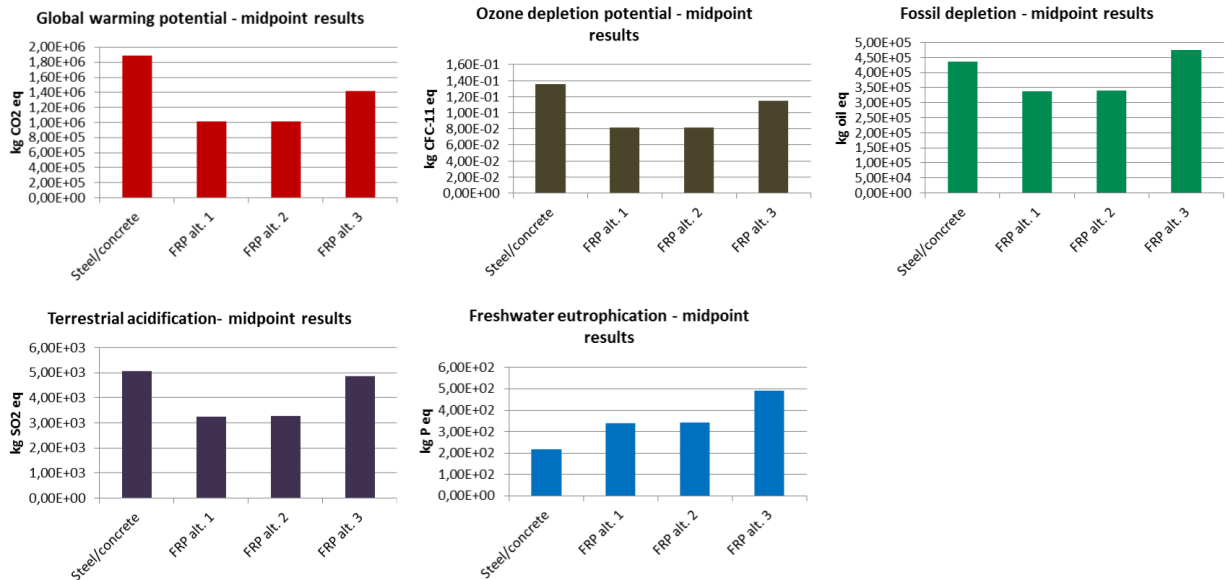 Global warming potential - midpoint results
kg CO2 eq
2,00E+06
1,80E+06
1,60E+06
1,40E+06
1,20E+06
1,00E+06
8,00E+05
6,00E+05
4,00E+05
2,00E+05
0,00E+00
Steel/concrete
FRP alt. 1
FRP alt. 2
FRP alt. 3
Ozone depletion potential - midpoint
results
kg CFC-11 eq
1,60E-01
1,40E-01
1,20E-01
1,00E-01
8,00E-02
6,00E-02
4,00E-02
2,00E-02
0,00E+00
Steel/concrete
FRP alt. 1
FRP alt. 2
FRP alt. 3
Fossil depletion - midpoint results
kg oil eq
5,00E+05
4,50E+05
4,00E+05
3,50E+05
3,00E+05
2,50E+05
2,00E+05
1,50E+05
1,00E+05
5,00E+04
0,00E+00
Steel/concrete
FRP alt. 1
FRP alt. 2
FRP alt. 3
Terrestrial acidification- midpoint results
kg SO2 eq
6,00E+03
5,00E+03
4,00E+03
3,00E+03
2,00E+03
1,00E+03
0,00E+00
Steel/concrete
FRP alt. 1
FRP alt. 2
FRP alt. 3
Freshwater eutrophication - midpoint
results
kg P eq
6,00E+02
5,00E+02
4,00E+02
3,00E+02
2,00E+02
1,00E+02
0,00E+00
Steel/concrete
FRP alt. 1
FRP alt. 2
FRP alt. 3